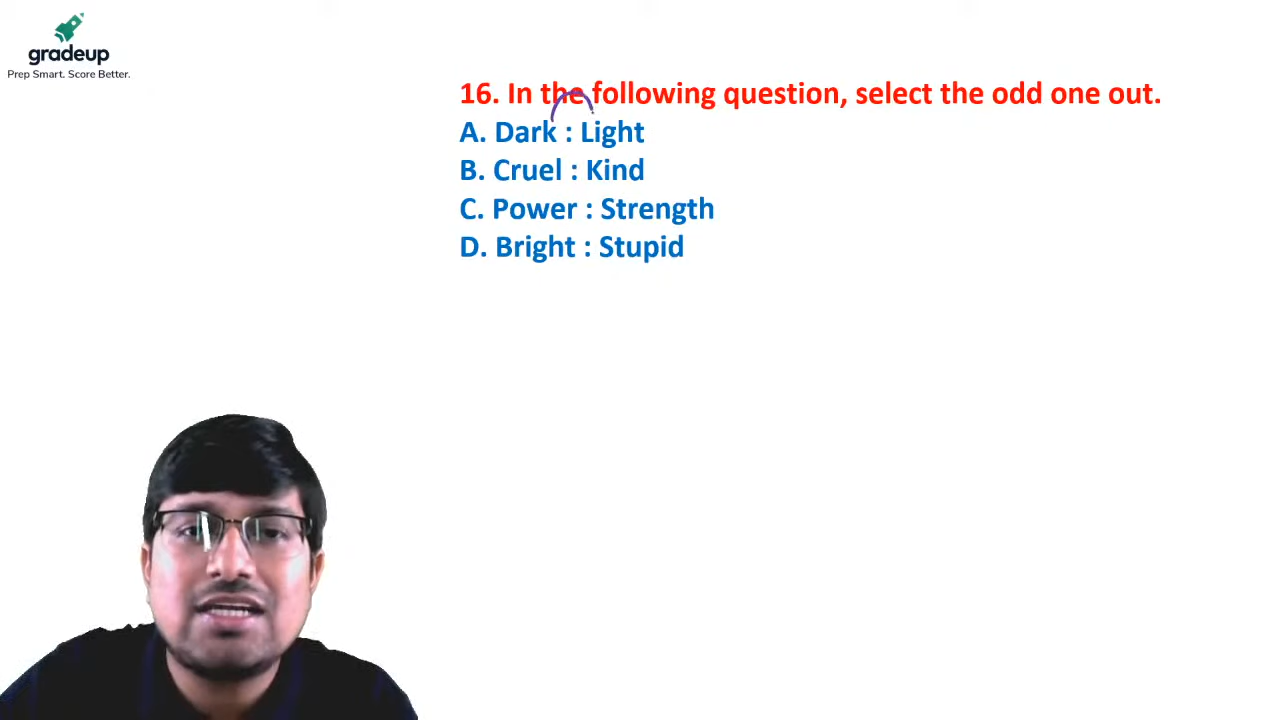 gradeup
Prep Smart. Score Better.
16. In the following question, select the odd one out.
A. Dark : Light
B. Cruel : Kind
C. Power : Strength
D. Bright : Stupid